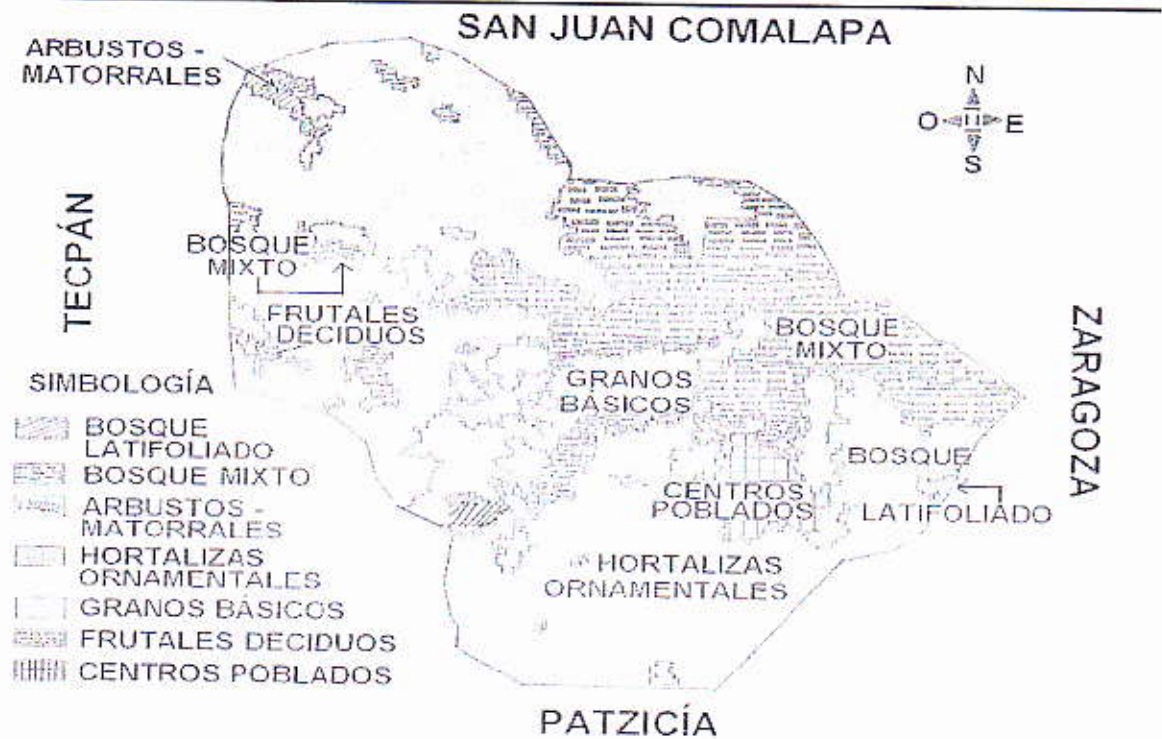 SAN JUAN COMALAPA
ARBUSTOS -
MATORRALES
N
O E
S
TECPÁN
BOSQUE
MIXTO
FRUTALES
DECIDUOS
ZARAGOZA
BOSQUE
MIXTO
GRANOS
BÁSICOS
BOSQUE
LATIFOLIADO
CENTROS
POBLADOS
HORTALIZAS
ORNAMENTALES
SIMBOLOGÍA
BOSQUE
LATIFOLIADO
BOSQUE MIXTO
ARBUSTOS -
MATORRALES
HORTALIZAS
ORNAMENTALES
GRANOS BÁSICOS
FRUTALES DECIDUOS
CENTROS POBLADOS
PATZICÍA